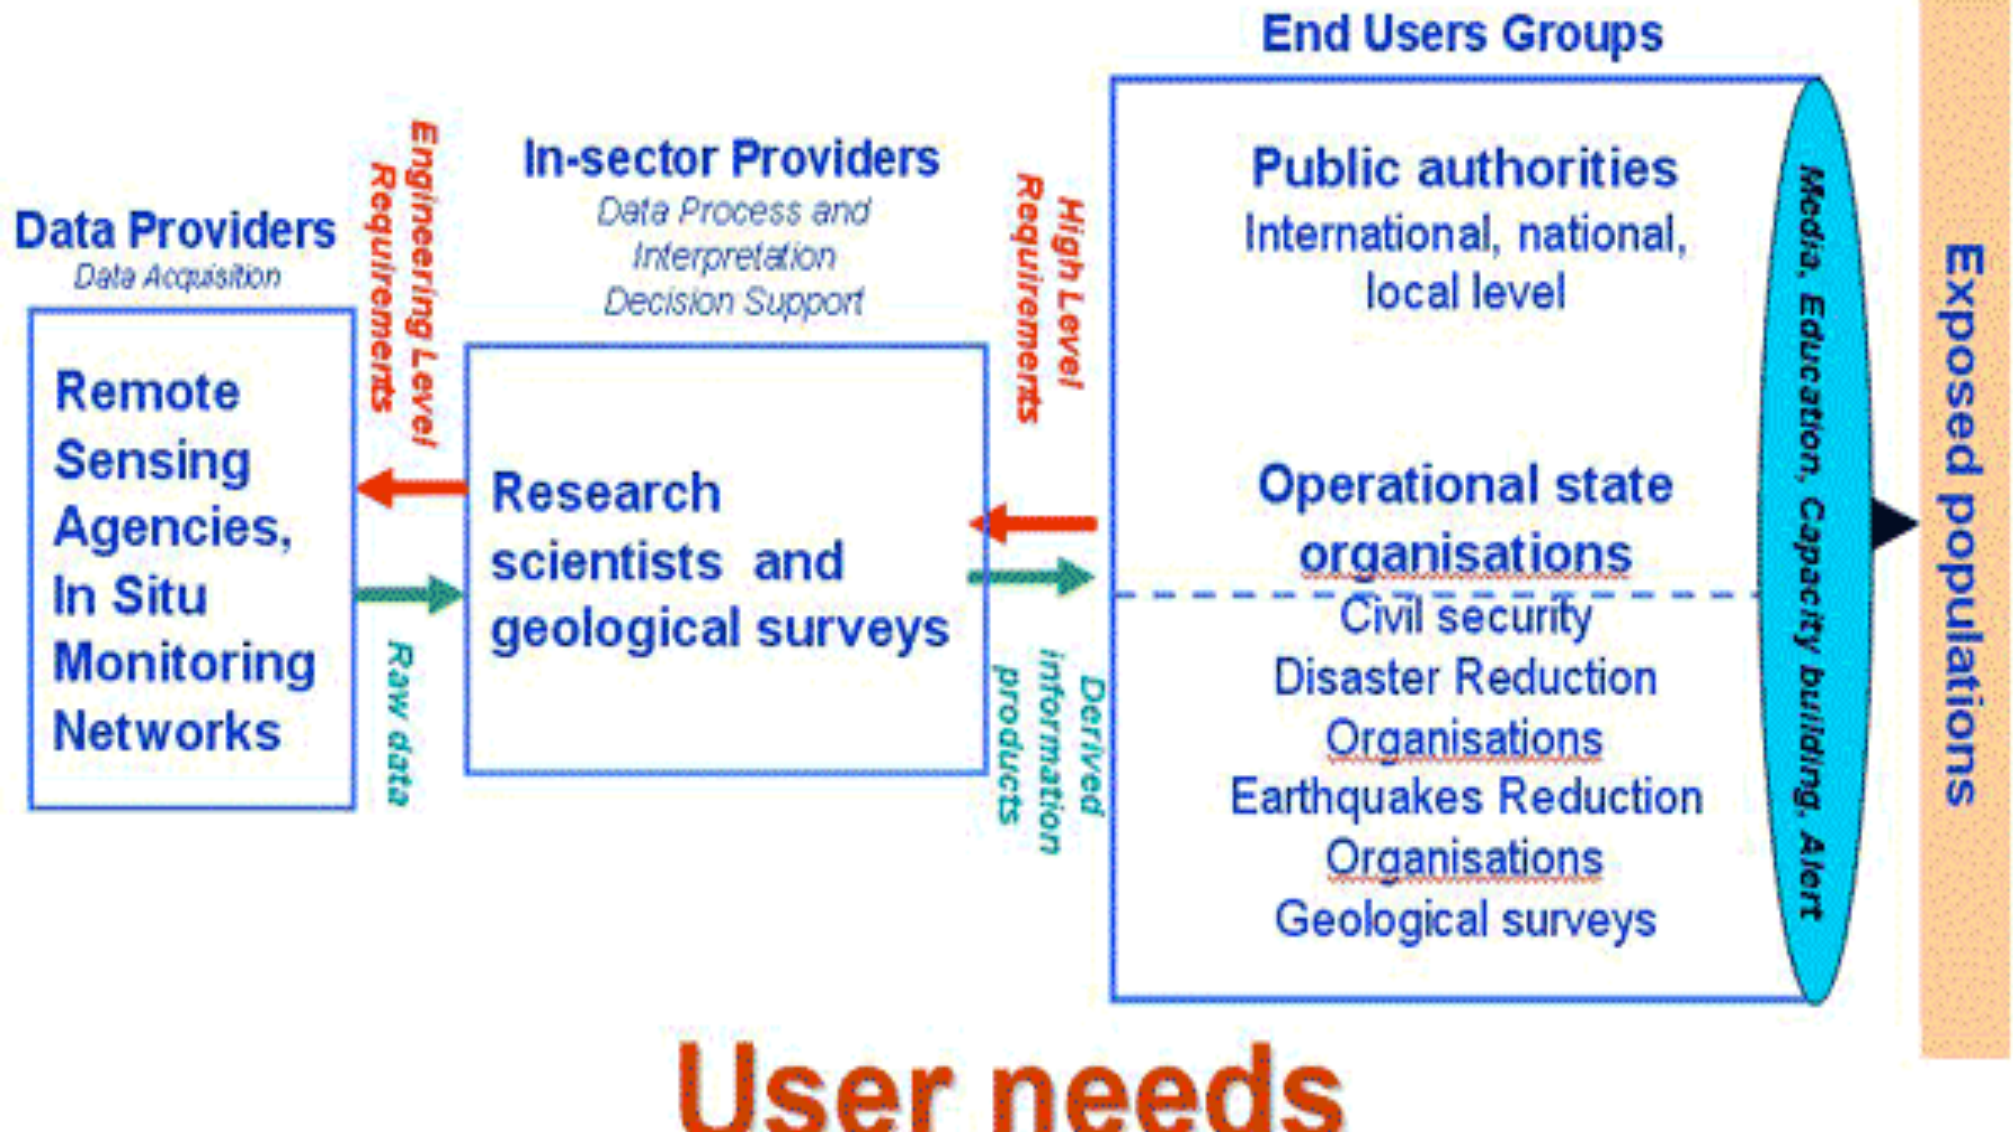 End Users Groups
Data Providers
Data Acquisition
Remote
Sensing
Agencies,
In Situ
Monitoring
Networks
Engineering Level
Requirements
Raw data
In-sector Providers
Data Process and
Interpretation
Decision Support
Research
scientists and
geological surveys
High Level
Requirements
Derived
information
products
Public authorities
International, national,
local level
Operational state
organisations
Civil security
Disaster Reduction
Organisations
Earthquakes Reduction
Organisations
Geological surveys
Media, Education, Capacity building, Alert
Exposed populations
User needs